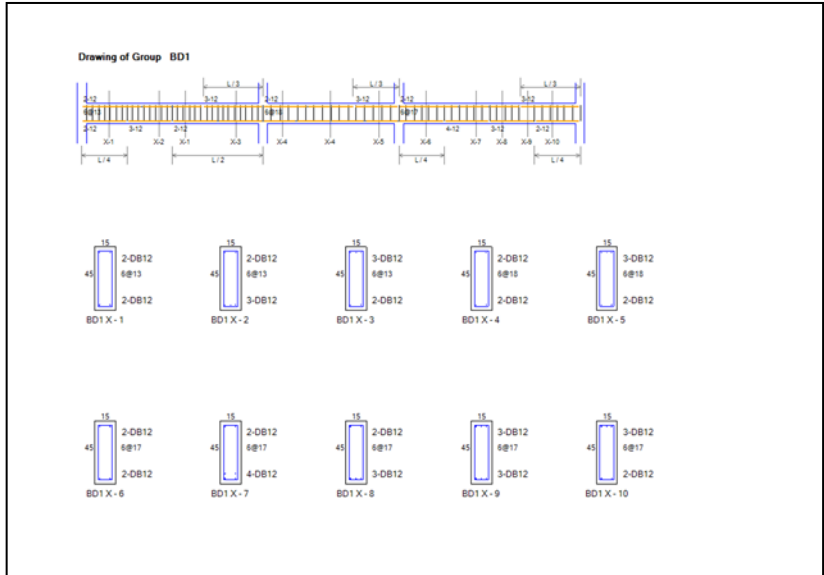 Drawing of Group BD1
L/3 L/3 L/3
2-12 3-12 2-12 3-12 2-12 3-12
6@13 6@18 6@17
2-12 3-12 2-12 4-12 3-12 2-12
X-1 X-2 X-1 X-3 X-4 X-4 X-5 X-6 X-7 X-8 X-9 X-10
L/4 L/2 L/4 L/4
15 15 15 15 15
2-DB12 2-DB12 3-DB12 2-DB12 3-DB12
45 6@13 45 6@13 45 6@13 45 6@18 45 6@18
2-DB12 3-DB12 2-DB12 2-DB12 2-DB12
BD1 X - 1 BD1 X - 2 BD1 X - 3 BD1 X - 4 BD1 X - 5
15 15 15 15 15
2-DB12 2-DB12 2-DB12 3-DB12 3-DB12
45 6@17 45 6@17 45 6@17 45 6@17 45 6@17
2-DB12 4-DB12 3-DB12 3-DB12 2-DB12
BD1 X - 6 BD1 X - 7 BD1 X - 8 BD1 X - 9 BD1 X - 10